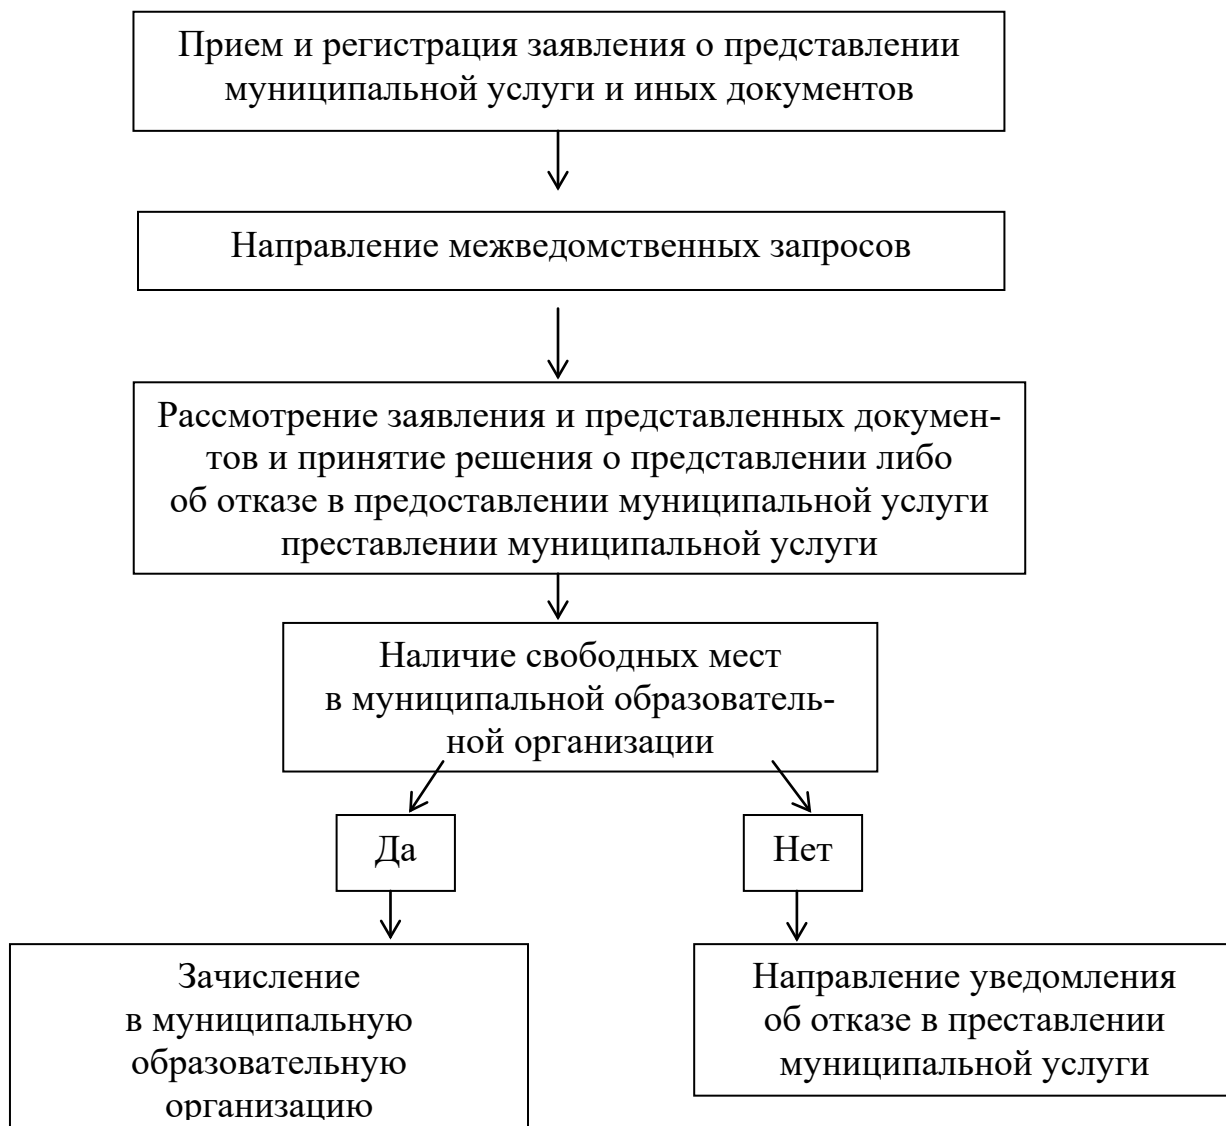 Прием и регистрация заявления о представлении
муниципальной услуги и иных документов
Направление межведомственных запросов
Рассмотрение заявления и представленных докумен-
тов и принятие решения о представлении либо
об отказе в предоставлении муниципальной услуги
преставлении муниципальной услуги
Наличие свободных мест
в муниципальной образователь-
ной организации
Да
Нет
Зачисление
в муниципальную
образовательную
организацию
Направление уведомления
об отказе в преставлении
муниципальной услуги